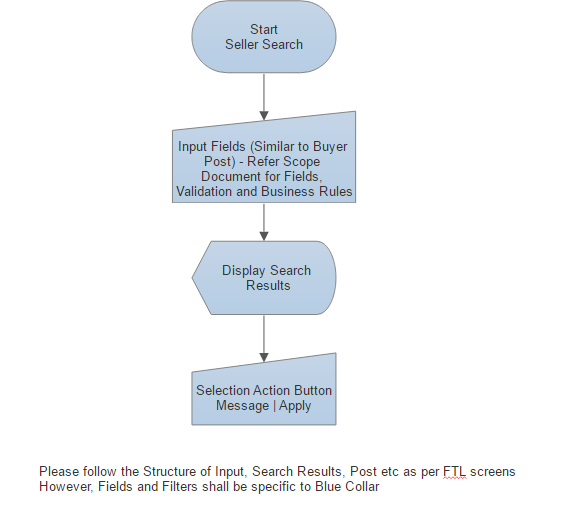 Start
Seller Search
Input Fields (Similar to Buyer
Post) - Refer Scope
Document for Fields,
Validation and Business Rules
Display Search
Results
Selection Action Button
Message | Apply
Please follow the Structure of Input, Search Results, Post etc as per FTL screens
However, Fields and Filters shall be specific to Blue Collar